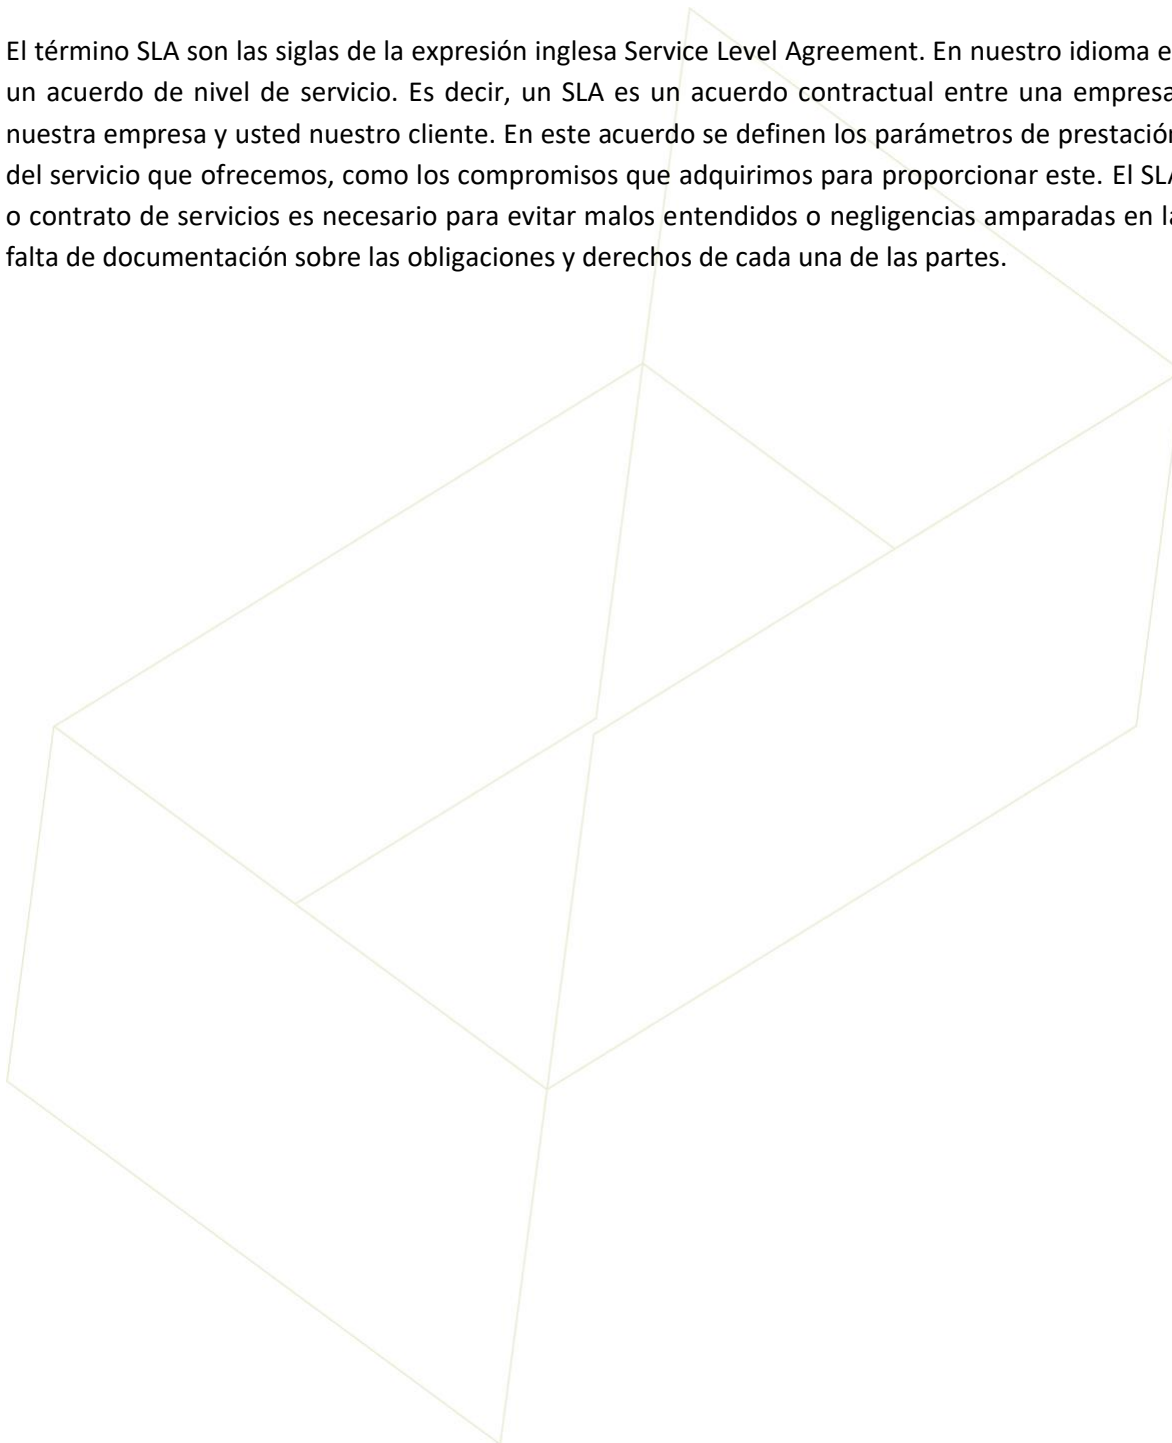 El término SLA son las siglas de la expresión inglesa Service Level Agreement. En nuestro idioma e
un acuerdo de nivel de servicio. Es decir, un SLA es un acuerdo contractual entre una empresa
nuestra empresa y usted nuestro cliente. En este acuerdo se definen los parámetros de prestación
del servicio que ofrecemos, como los compromisos que adquirimos para proporcionar este. El SLA
o contrato de servicios es necesario para evitar malos entendidos o negligencias amparadas en la
falta de documentación sobre las obligaciones y derechos de cada una de las partes.